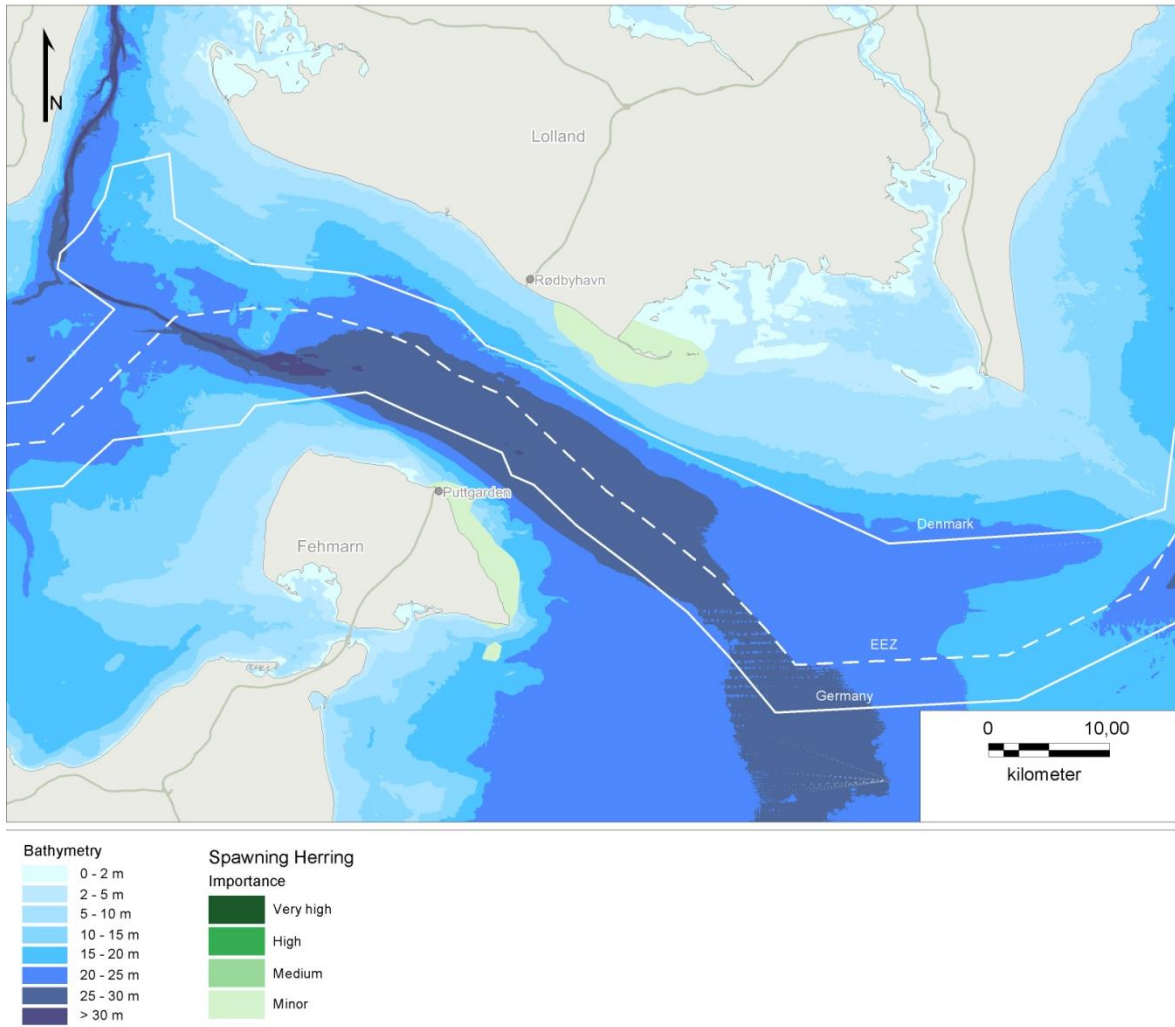 N
Lolland
Rødbyhavn
Puttgarden
Fehmarn
Denmark
EEZ
Germany
0 10,00
kilometer
Bathymetry
0 - 2 m
2 - 5 m
5 - 10 m
10 - 15 m
15 - 20 m
20 - 25 m
25 - 30 m
> 30 m
Spawning Herring
Importance
Very high
High
Medium
Minor